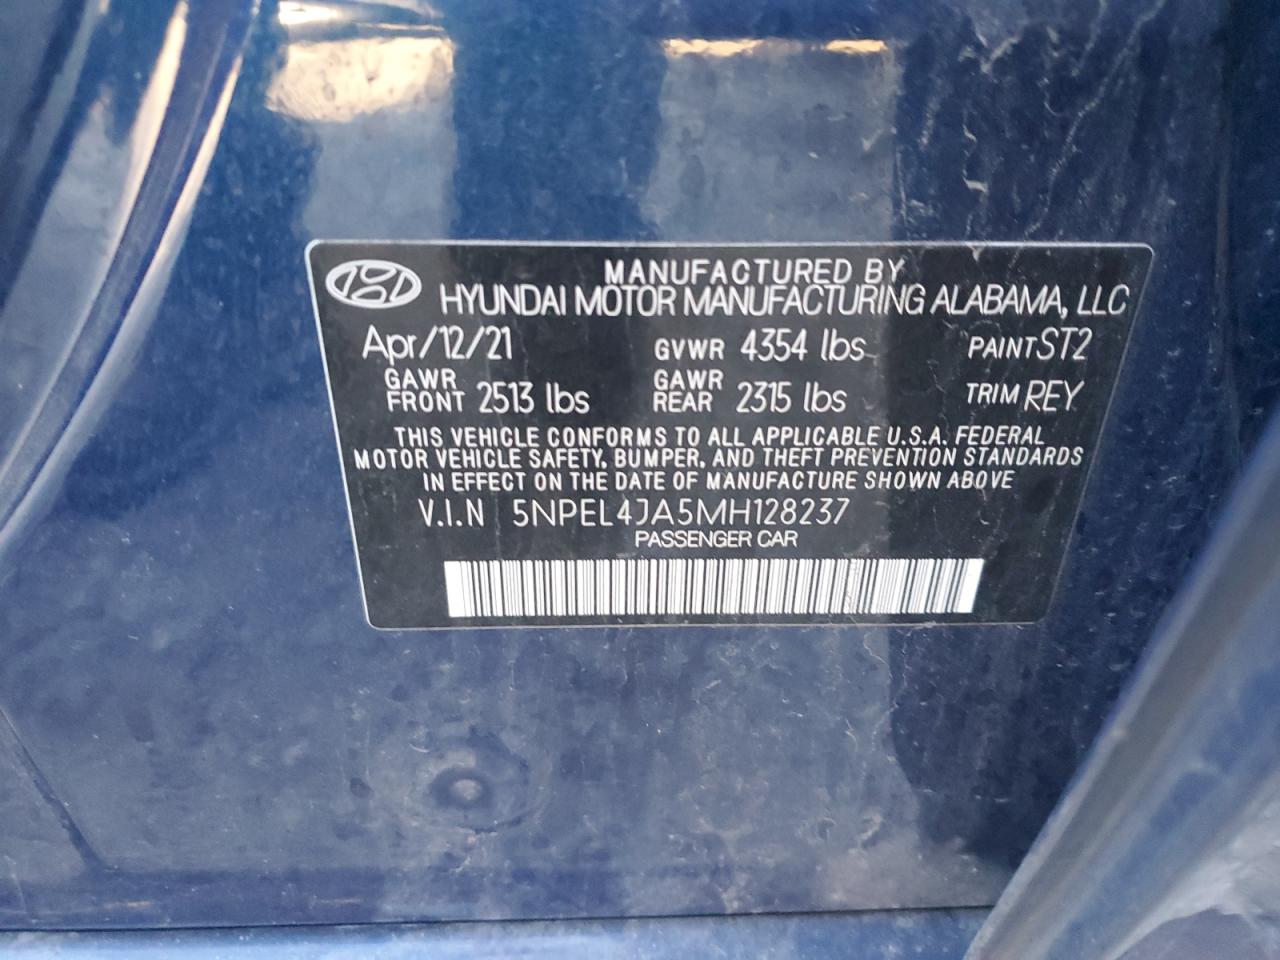 MANUFACTURED BY
HYUNDAI MOTOR MANUFACTURING ALABAMA, LLC
Apr/12/21 GVWR 4354 lbs PAINT ST2
GAWR FRONT 2513 lbs GAWR REAR 2315 lbs TRIM REY
THIS VEHICLE CONFORMS TO ALL APPLICABLE U.S.A. FEDERAL
MOTOR VEHICLE SAFETY, BUMPER, AND THEFT PREVENTION STANDARDS
IN EFFECT ON THE DATE OF MANUFACTURE SHOWN ABOVE
V.I.N 5NPEL4JA5MH128237
PASSENGER CAR